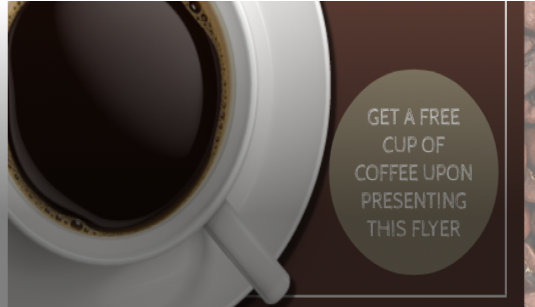 GET A FREE
CUP OF
COFFEE UPON
PRESENTING
THIS FLYER